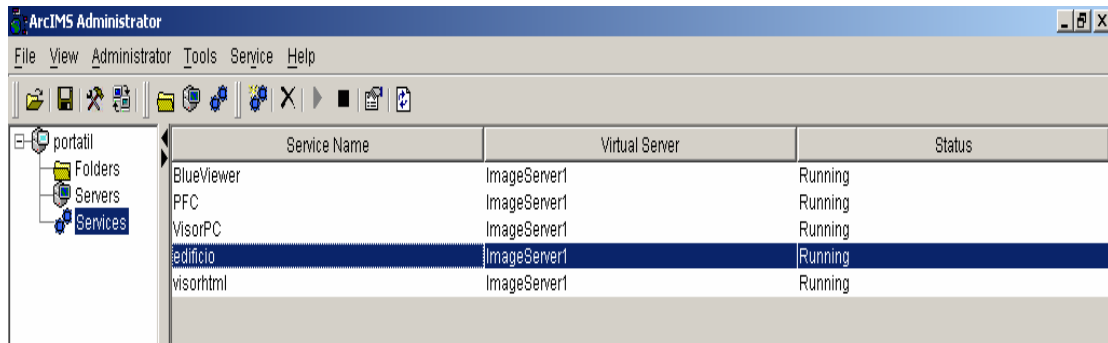 ArcIMS Administrator
File View Administrator Tools Service Help
portatil
Folders
Servers
Services
Service Name Virtual Server Status
BlueViewer ImageServer1 Running
PFC ImageServer1 Running
VisorPC ImageServer1 Running
edificio ImageServer1 Running
visorhtml ImageServer1 Running